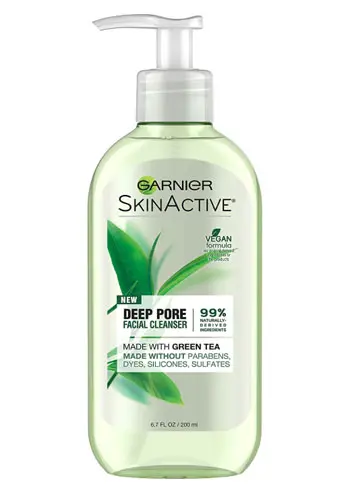 GARNIER
SKINACTIVE®
VEGAN
formula
NEW
DEEP PORE
FACIAL CLEANSER
99%
NATURALLY-
DERIVED
INGREDIENTS
MADE WITH GREEN TEA
MADE WITHOUT PARABENS,
DYES, SILICONES, SULFATES
6.7 FL OZ / 200 ml